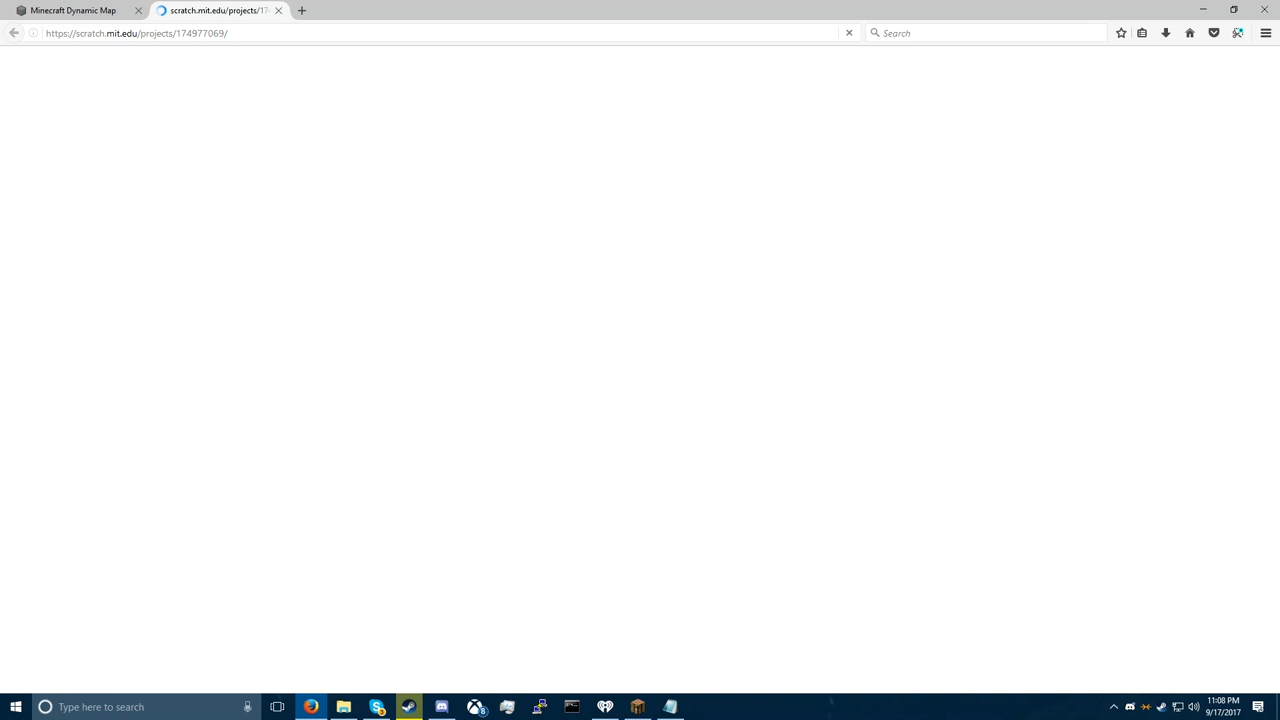 Minecraft Dynamic Map
scratch.mit.edu/projects/17
https://scratch.mit.edu/projects/174977069/
Search
Type here to search
8
11:08 PM
9/17/2017